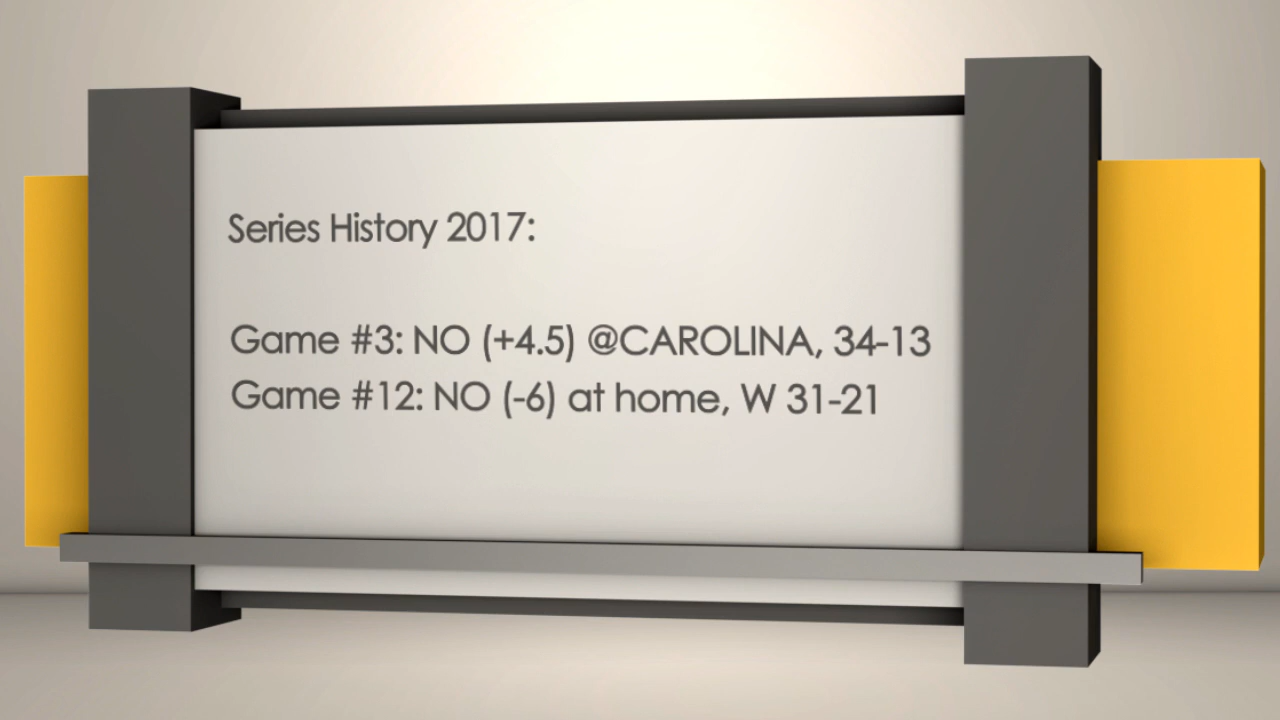 Series History 2017:
Game #3: NO (+4.5) @CAROLINA, 34-13
Game #12: NO (-6) at home, W 31-21